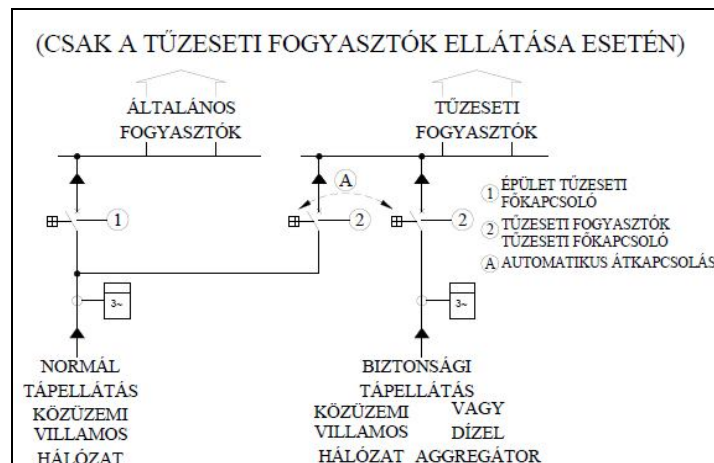 (CSAK A TŰZESETI FOGYASZTÓK ELLÁTÁSA ESETÉN)
ÁLTALÁNOS
FOGYASZTÓK
TŰZESETI
FOGYASZTÓK
A
1
2
2
1 ÉPÜLET TŰZESETI
FŐKAPCSOLÓ
2 TŰZESETI FOGYASZTÓK
TŰZESETI FŐKAPCSOLÓ
A AUTOMATIKUS ÁTKAPCSOLÁS
3~
3~
NORMÁL
TÁPELLÁTÁS
KÖZÜZEMI
VILLAMOS
HÁLÓZAT
BIZTONSÁGI
TÁPELLÁTÁS
KÖZÜZEMI
VILLAMOS
HÁLÓZAT
VAGY
DÍZEL
AGGREGÁTOR